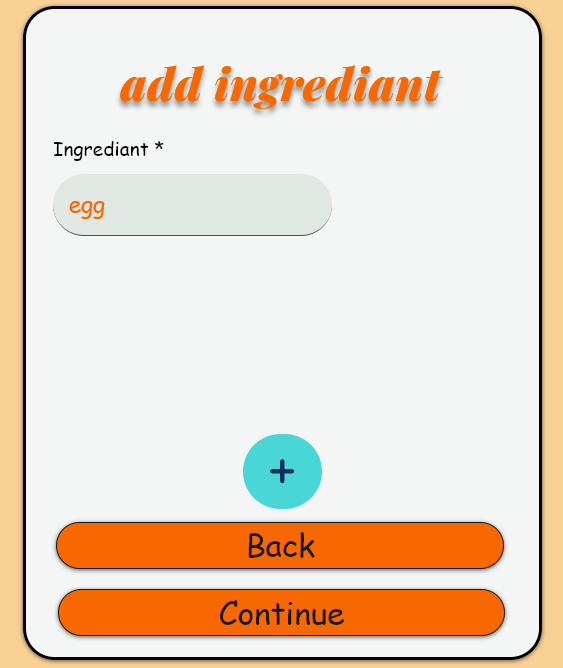 add ingrediant
Ingrediant *
egg
+
Back
Continue